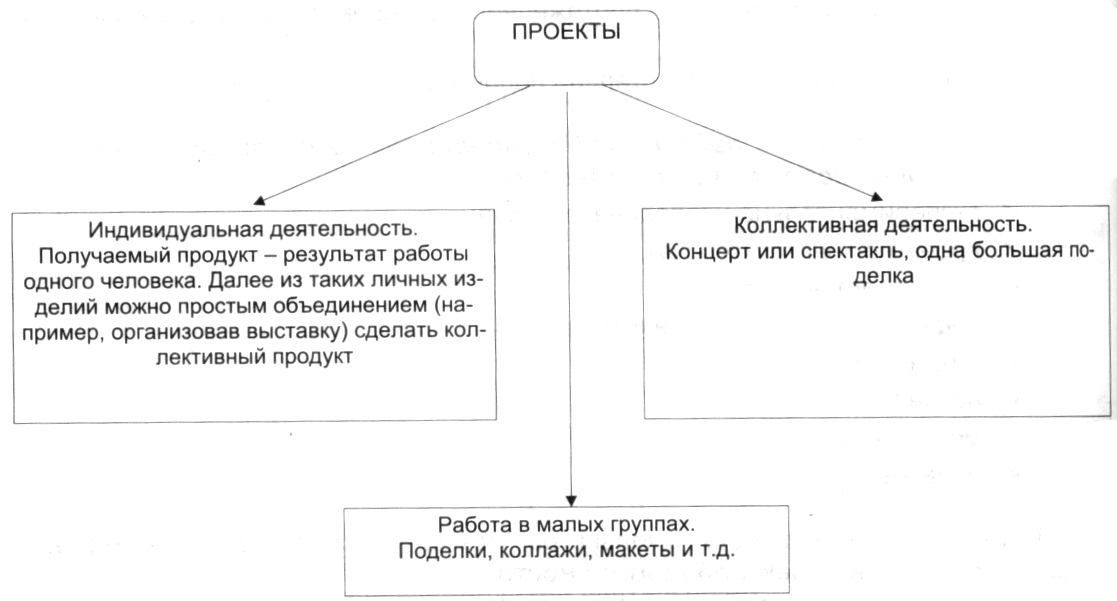 ПРОЕКТЫ
Индивидуальная деятельность.
Получаемый продукт – результат работы
одного человека. Далее из таких личных из-
делий можно простым объединением (на-
пример, организовав выставку) сделать кол-
лективный продукт
Коллективная деятельность.
Концерт или спектакль, одна большая по-
делка
Работа в малых группах.
Поделки, коллажи, макеты и т.д.